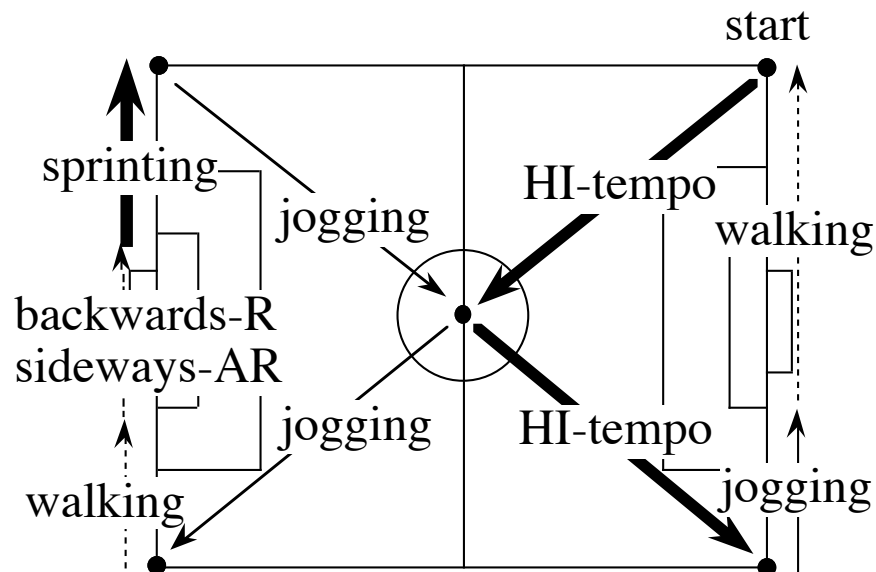 start
sprinting
HI-tempo
jogging
walking
backwards-R
sideways-AR
jogging
HI-tempo
walking
jogging